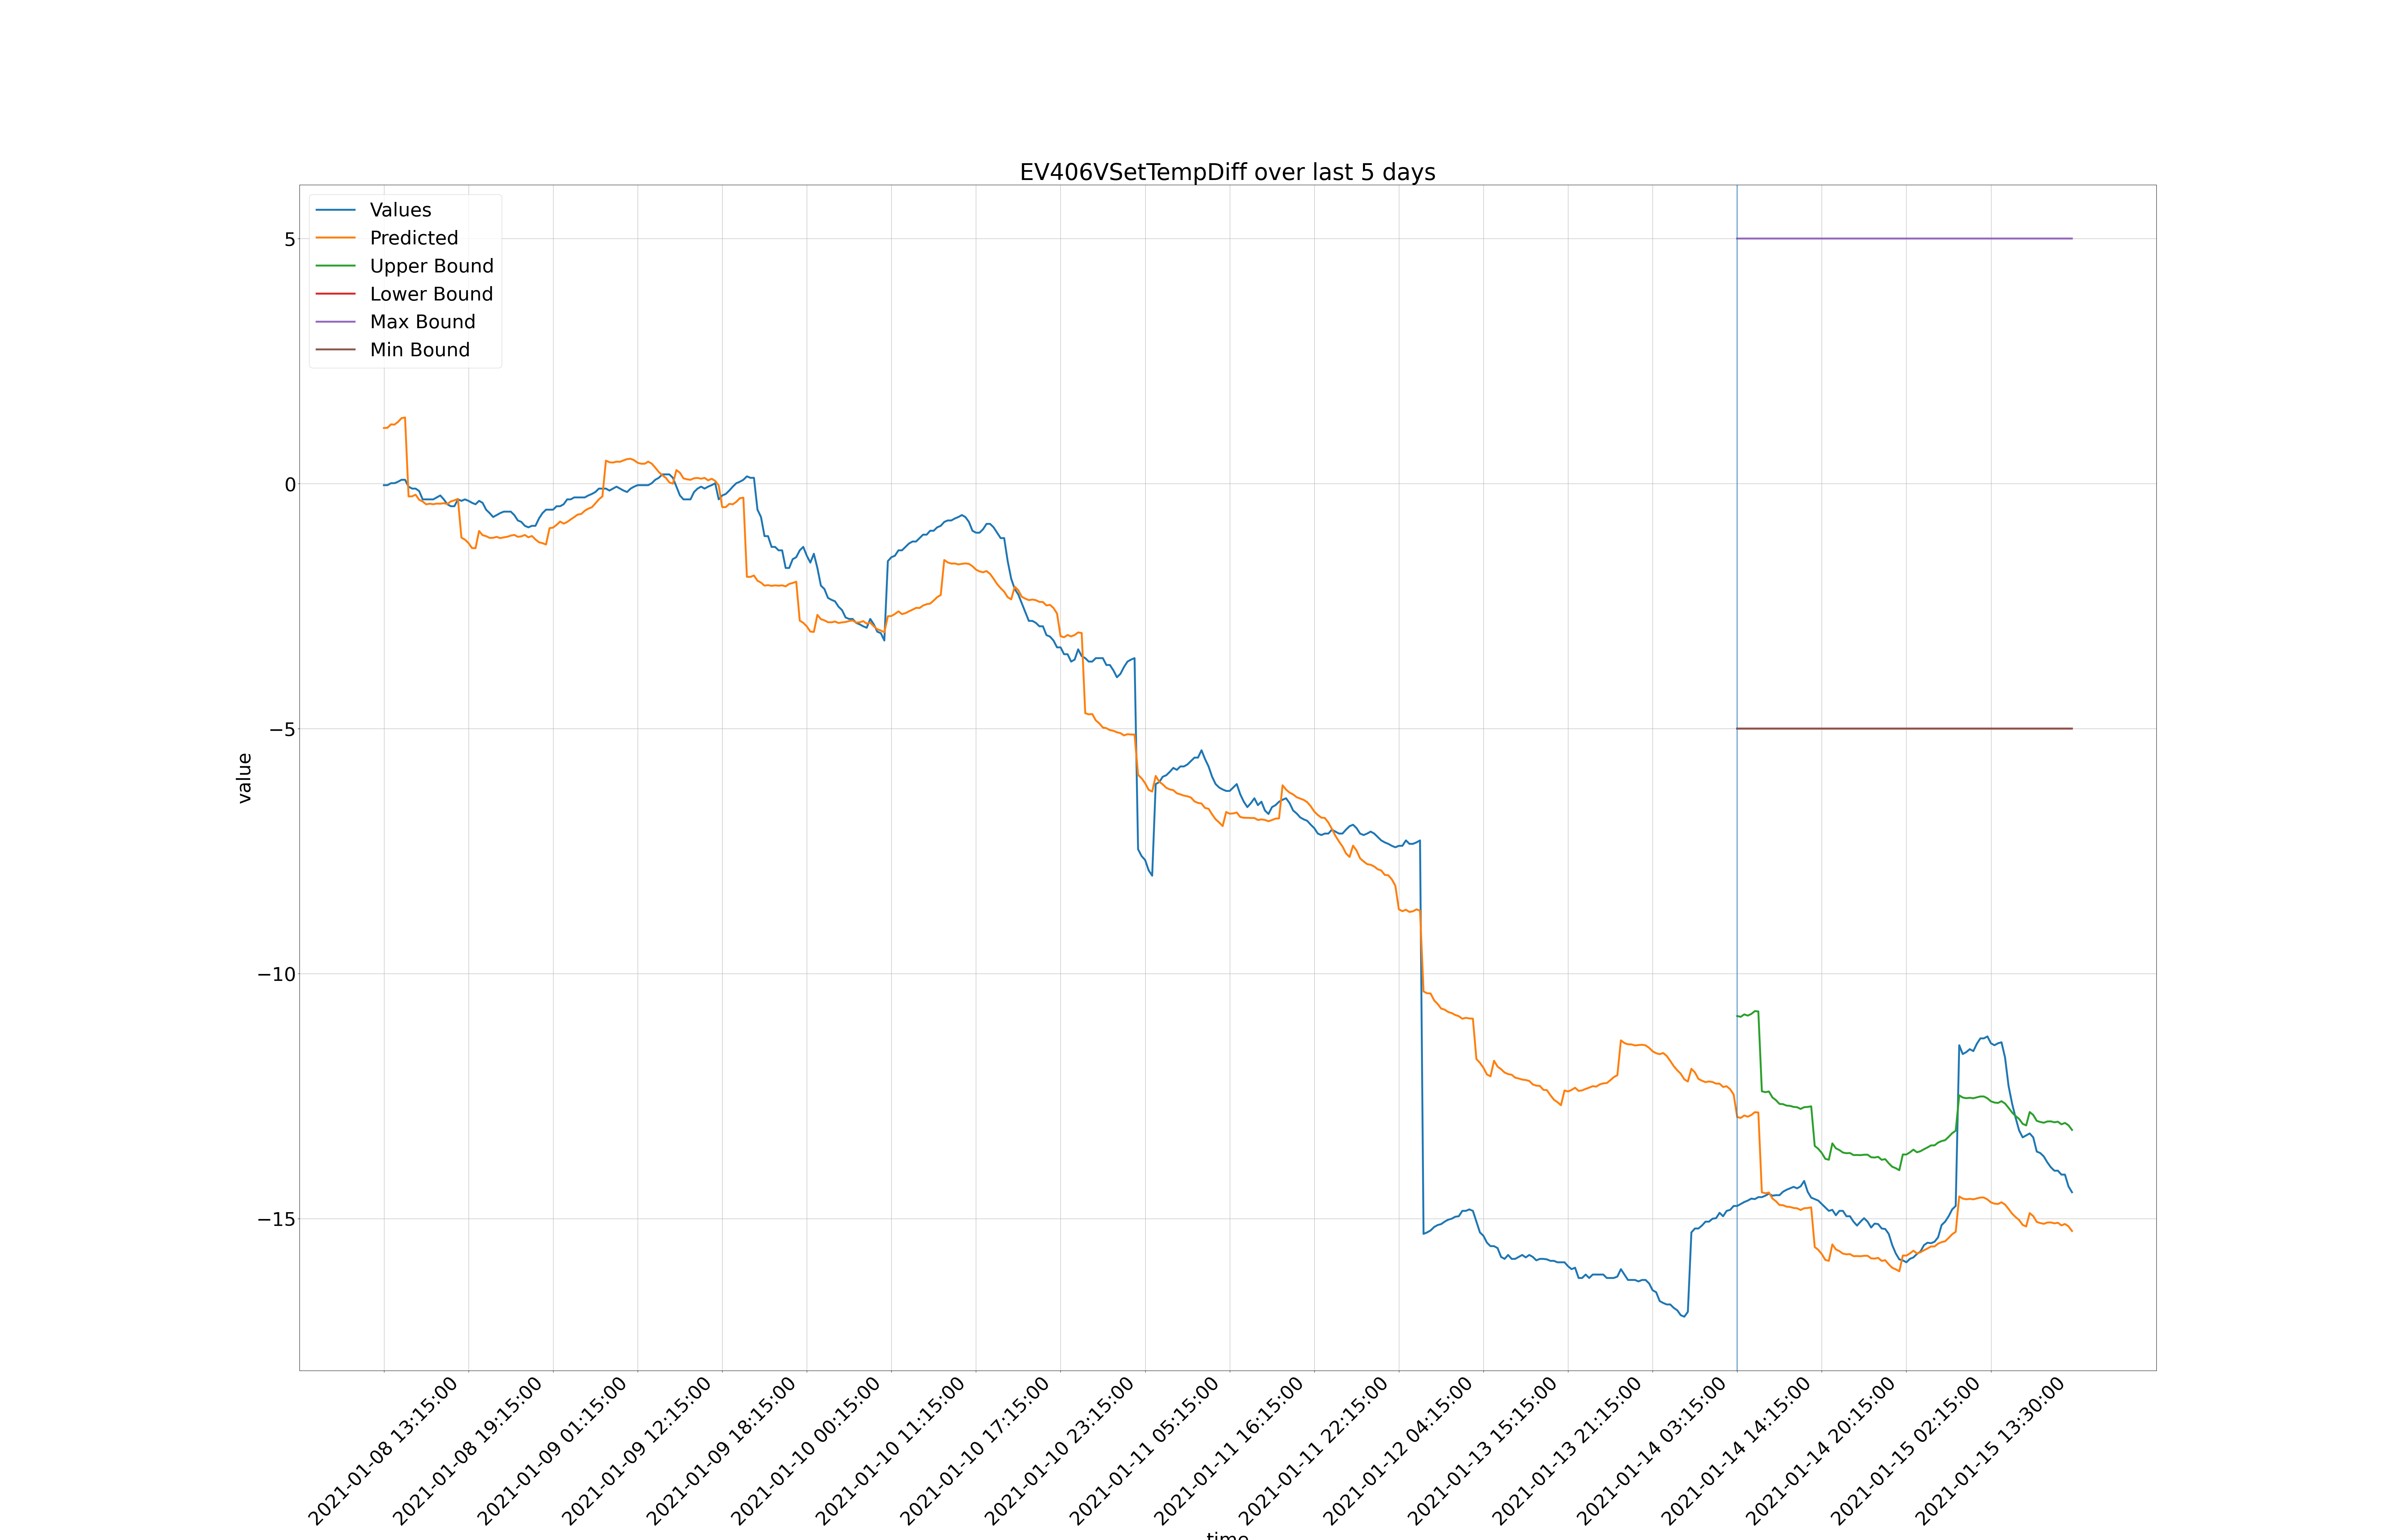 EV406VSetTempDiff over last 5 days
Values
Predicted
Upper Bound
Lower Bound
Max Bound
Min Bound
5
0
−5
−10
−15
value
2021-01-08 13:15:00
2021-01-08 19:15:00
2021-01-09 01:15:00
2021-01-09 12:15:00
2021-01-09 18:15:00
2021-01-10 00:15:00
2021-01-10 11:15:00
2021-01-10 17:15:00
2021-01-10 23:15:00
2021-01-11 05:15:00
2021-01-11 16:15:00
2021-01-11 22:15:00
2021-01-12 04:15:00
2021-01-13 15:15:00
2021-01-13 21:15:00
2021-01-14 03:15:00
2021-01-14 14:15:00
2021-01-14 20:15:00
2021-01-15 02:15:00
2021-01-15 13:30:00
time